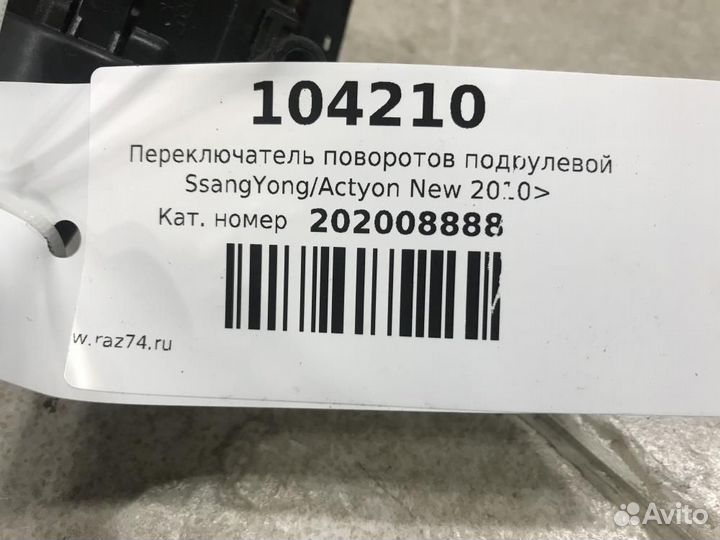 104210
Переключатель поворотов подрулевой
SsangYong/Actyon New 2010>
Кат. номер 202008888
w.raz74.ru
Avito